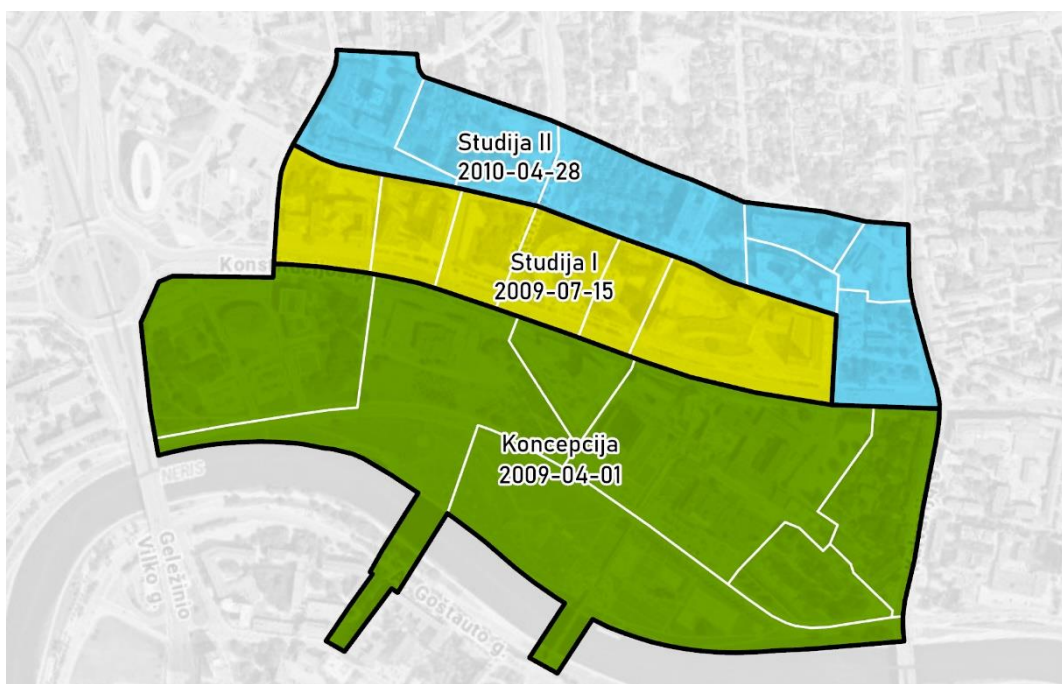 Studija II
2010-04-28
Studija I
2009-07-15
Koncepcija
2009-04-01
NERIS
Geležinio
Vilko g.
Goštauto g.